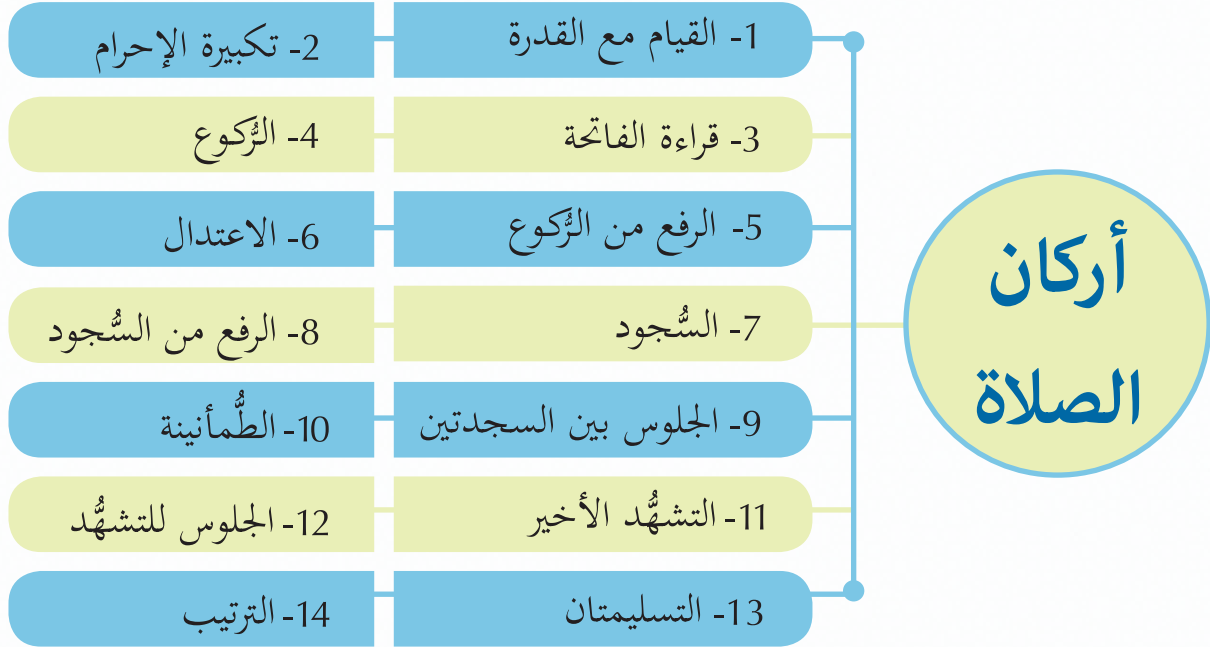 أركان
الصلاة
1- القيام مع القدرة
2- تكبيرة الإحرام
3- قراءة الفاتحة
4- الرُّكوع
5- الرفع من الرُّكوع
6- الاعتدال
7- السُّجود
8- الرفع من السُّجود
9- الجلوس بين السجدتين
10- الطُّمأنينة
11- التشهُّد الأخير
12- الجلوس للتشهُّد
13- التسليمتان
14- الترتيب